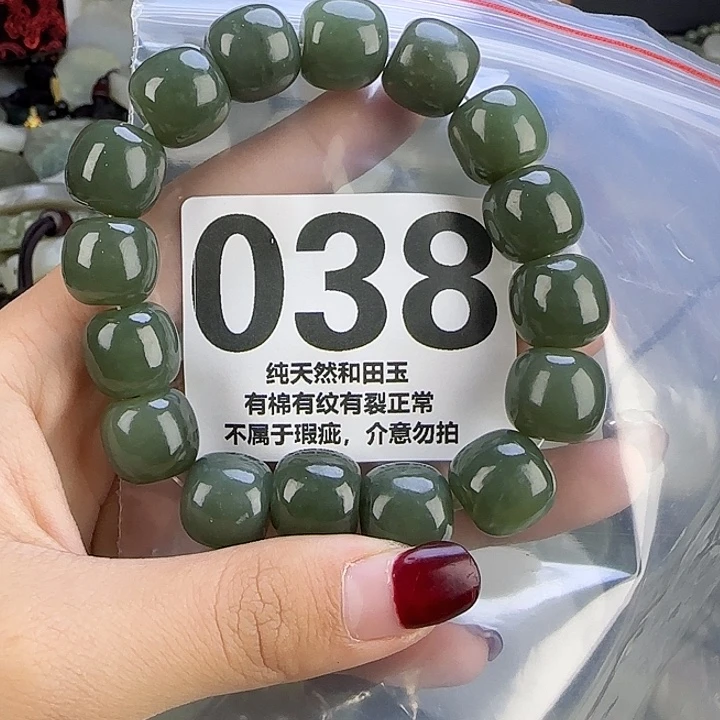 038
纯天然和田玉
有棉有纹有裂正常
不属于瑕疵，介意勿拍